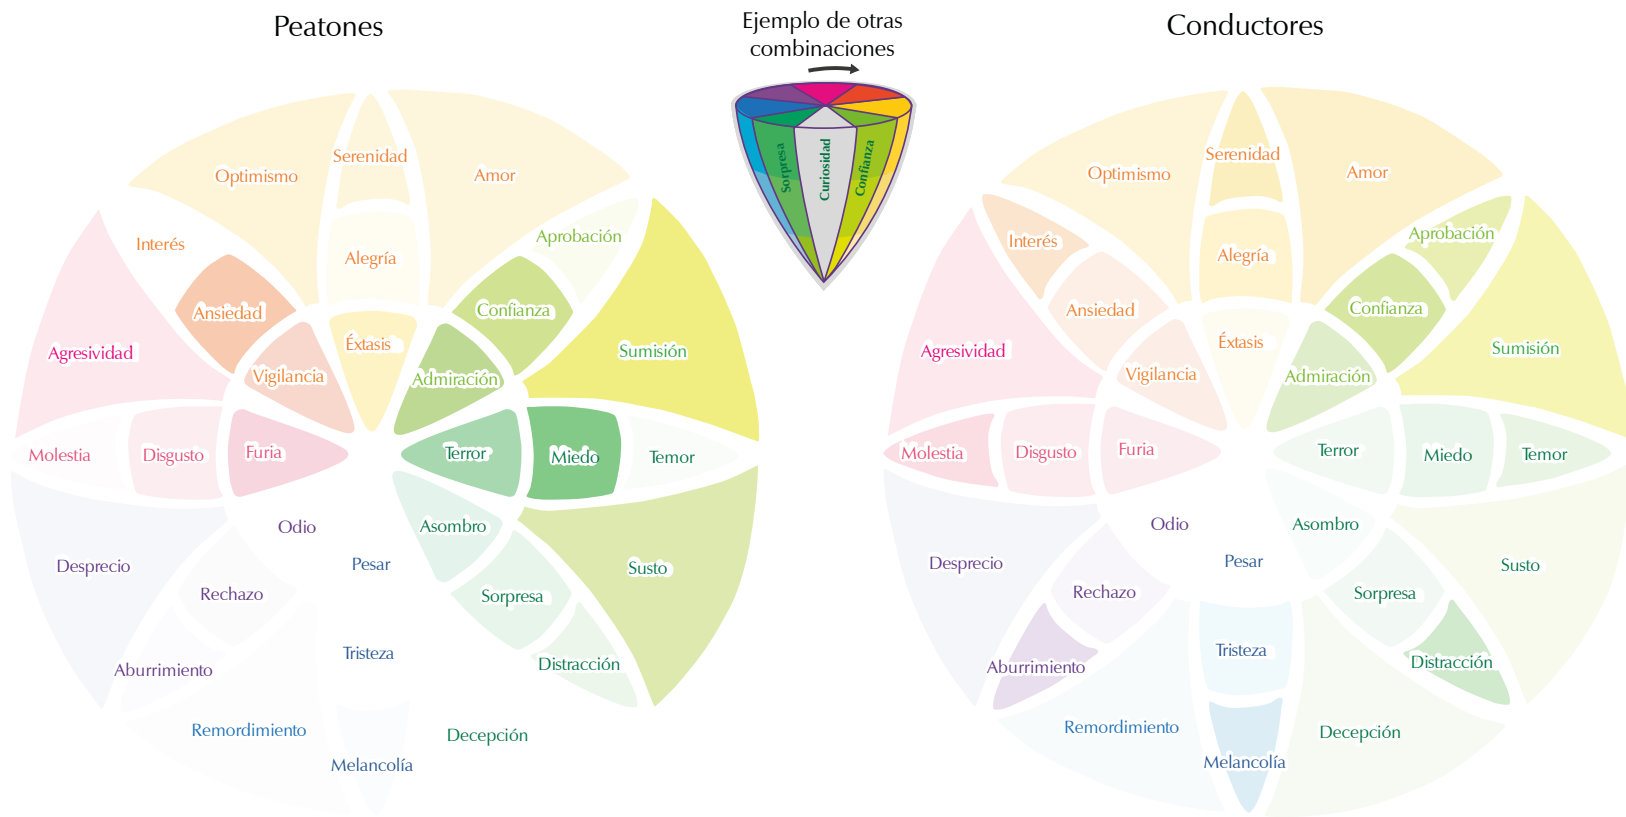 Peatones
Optimismo
Serenidad
Amor
Interés
Alegría
Aprobación
Ansiedad
Confianza
Agresividad
Vigilancia
Éxtasis
Admiración
Sumisión
Molestia
Disgusto
Furia
Terror
Miedo
Temor
Odio
Asombro
Desprecio
Pesar
Susto
Rechazo
Sorpresa
Aburrimiento
Tristeza
Distracción
Remordimiento
Decepción
Melancolía
Ejemplo de otras
combinaciones
Sorpresa
Curiosidad
Confianza
Conductores
Optimismo
Serenidad
Amor
Interés
Alegría
Aprobación
Ansiedad
Confianza
Agresividad
Vigilancia
Éxtasis
Admiración
Sumisión
Molestia
Disgusto
Furia
Terror
Miedo
Temor
Odio
Asombro
Desprecio
Pesar
Susto
Rechazo
Sorpresa
Aburrimiento
Tristeza
Distracción
Remordimiento
Decepción
Melancolía